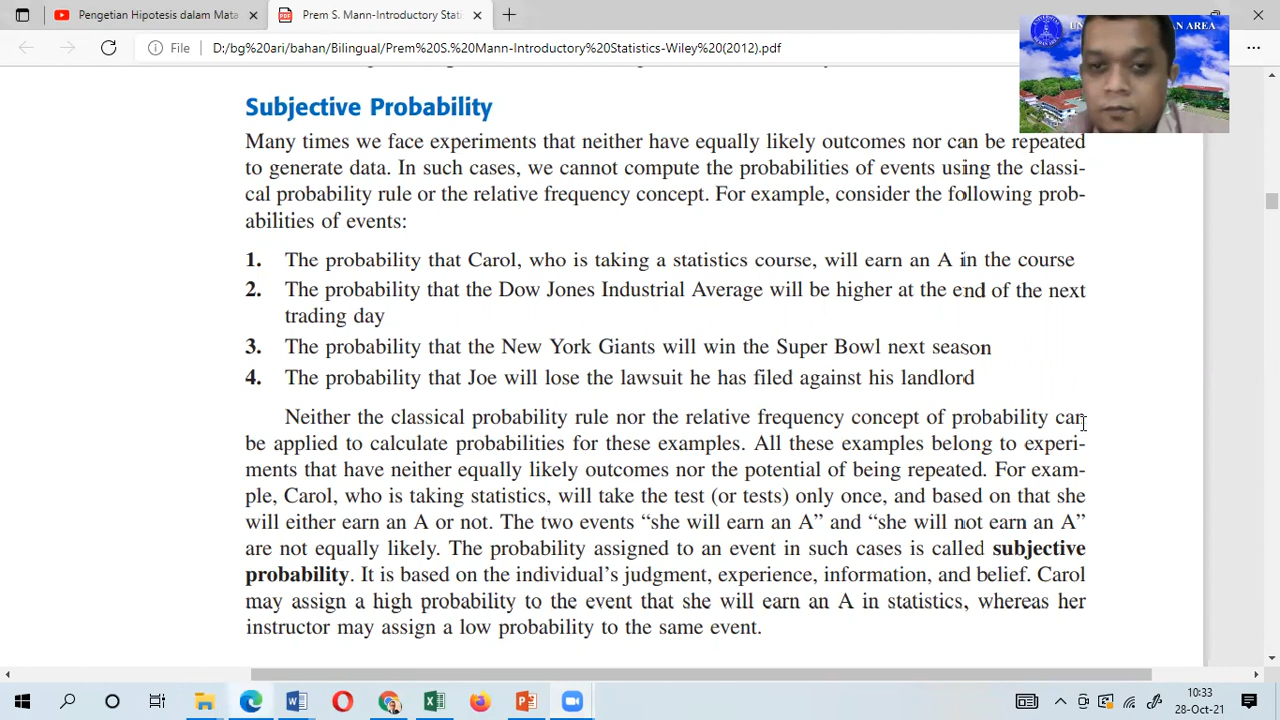 Pengetian Hipotesis dalam Mata
Prem S. Mann-Introductory Stat
File
D:/bg%20ari/bahan/Bilingual/Prem%20S.%20Mann-Introductory%20Statistics-Wiley%20(2012).pdf
UN
AN AREA
Subjective Probability
Many times we face experiments that neither have equally likely outcomes nor can be repeated
to generate data. In such cases, we cannot compute the probabilities of events using the classi-
cal probability rule or the relative frequency concept. For example, consider the following prob-
abilities of events:
1. The probability that Carol, who is taking a statistics course, will earn an A in the course
2. The probability that the Dow Jones Industrial Average will be higher at the end of the next
trading day
3. The probability that the New York Giants will win the Super Bowl next season
4. The probability that Joe will lose the lawsuit he has filed against his landlord
Neither the classical probability rule nor the relative frequency concept of probability can
be applied to calculate probabilities for these examples. All these examples belong to experi-
ments that have neither equally likely outcomes nor the potential of being repeated. For exam-
ple, Carol, who is taking statistics, will take the test (or tests) only once, and based on that she
will either earn an A or not. The two events “she will earn an A” and “she will not earn an A”
are not equally likely. The probability assigned to an event in such cases is called subjective
probability. It is based on the individual’s judgment, experience, information, and belief. Carol
may assign a high probability to the event that she will earn an A in statistics, whereas her
instructor may assign a low probability to the same event.
10:33
28-Oct-21